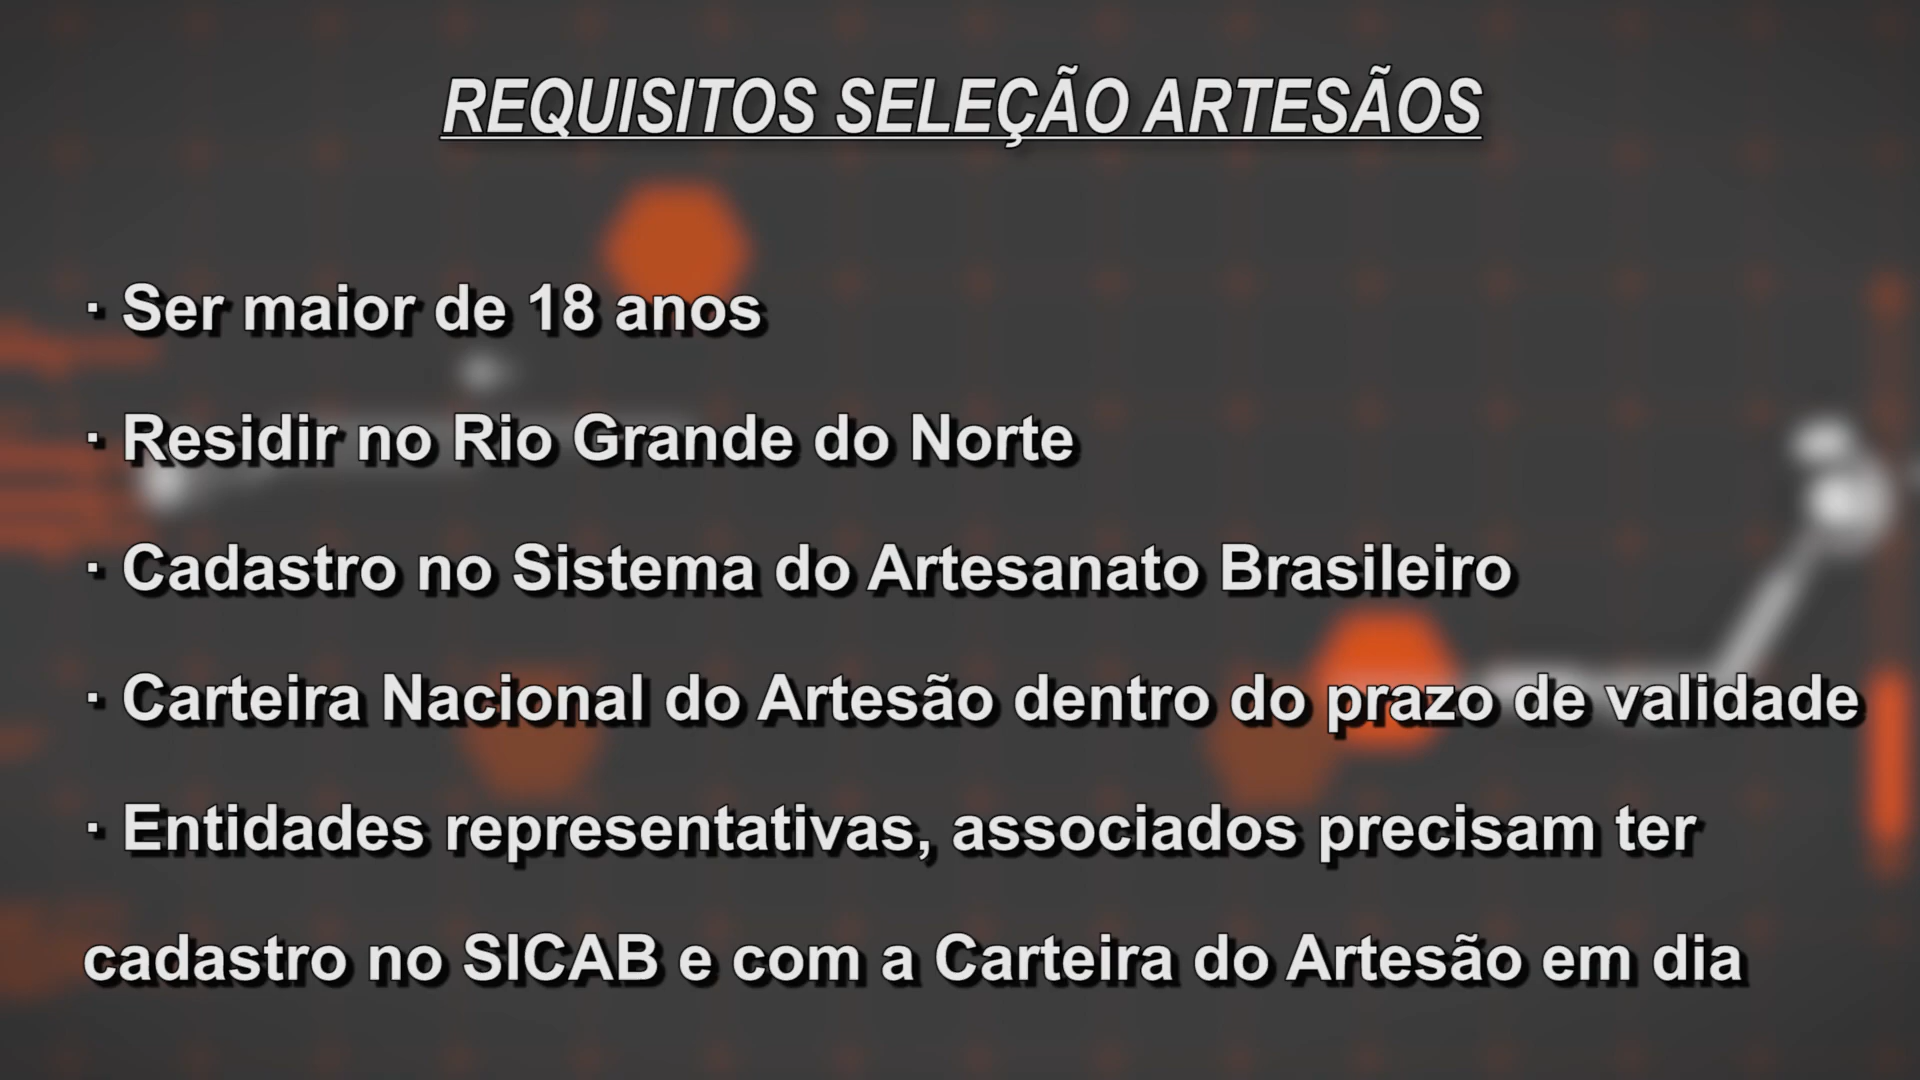 REQUISITOS SELEÇÃO ARTESÃOS
· Ser maior de 18 anos
· Residir no Rio Grande do Norte
· Cadastro no Sistema do Artesanato Brasileiro
· Carteira Nacional do Artesão dentro do prazo de validade
· Entidades representativas, associados precisam ter
cadastro no SICAB e com a Carteira do Artesão em dia